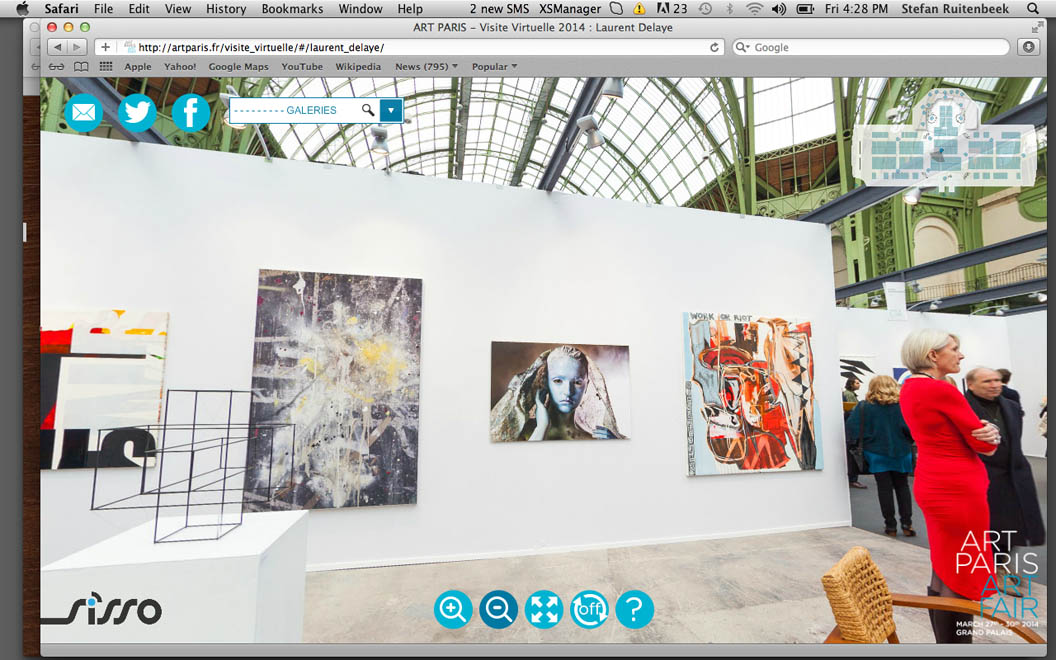 Safari File Edit View History Bookmarks Window Help 2 new SMS XSManager 23 Fri 4:28 PM Stefan Ruitenbeek
ART PARIS – Visite Virtuelle 2014 : Laurent Delaye
http://artparis.fr/visite_virtuelle/#/laurent_delaye/
Google
Apple Yahoo! Google Maps YouTube Wikipedia News (795) Popular
---------- GALERIES
WORK OR RIOT
sisso
off
?
ART
PARIS
ART
FAIR
MARCH 27th - 30th 2014
GRAND PALAIS